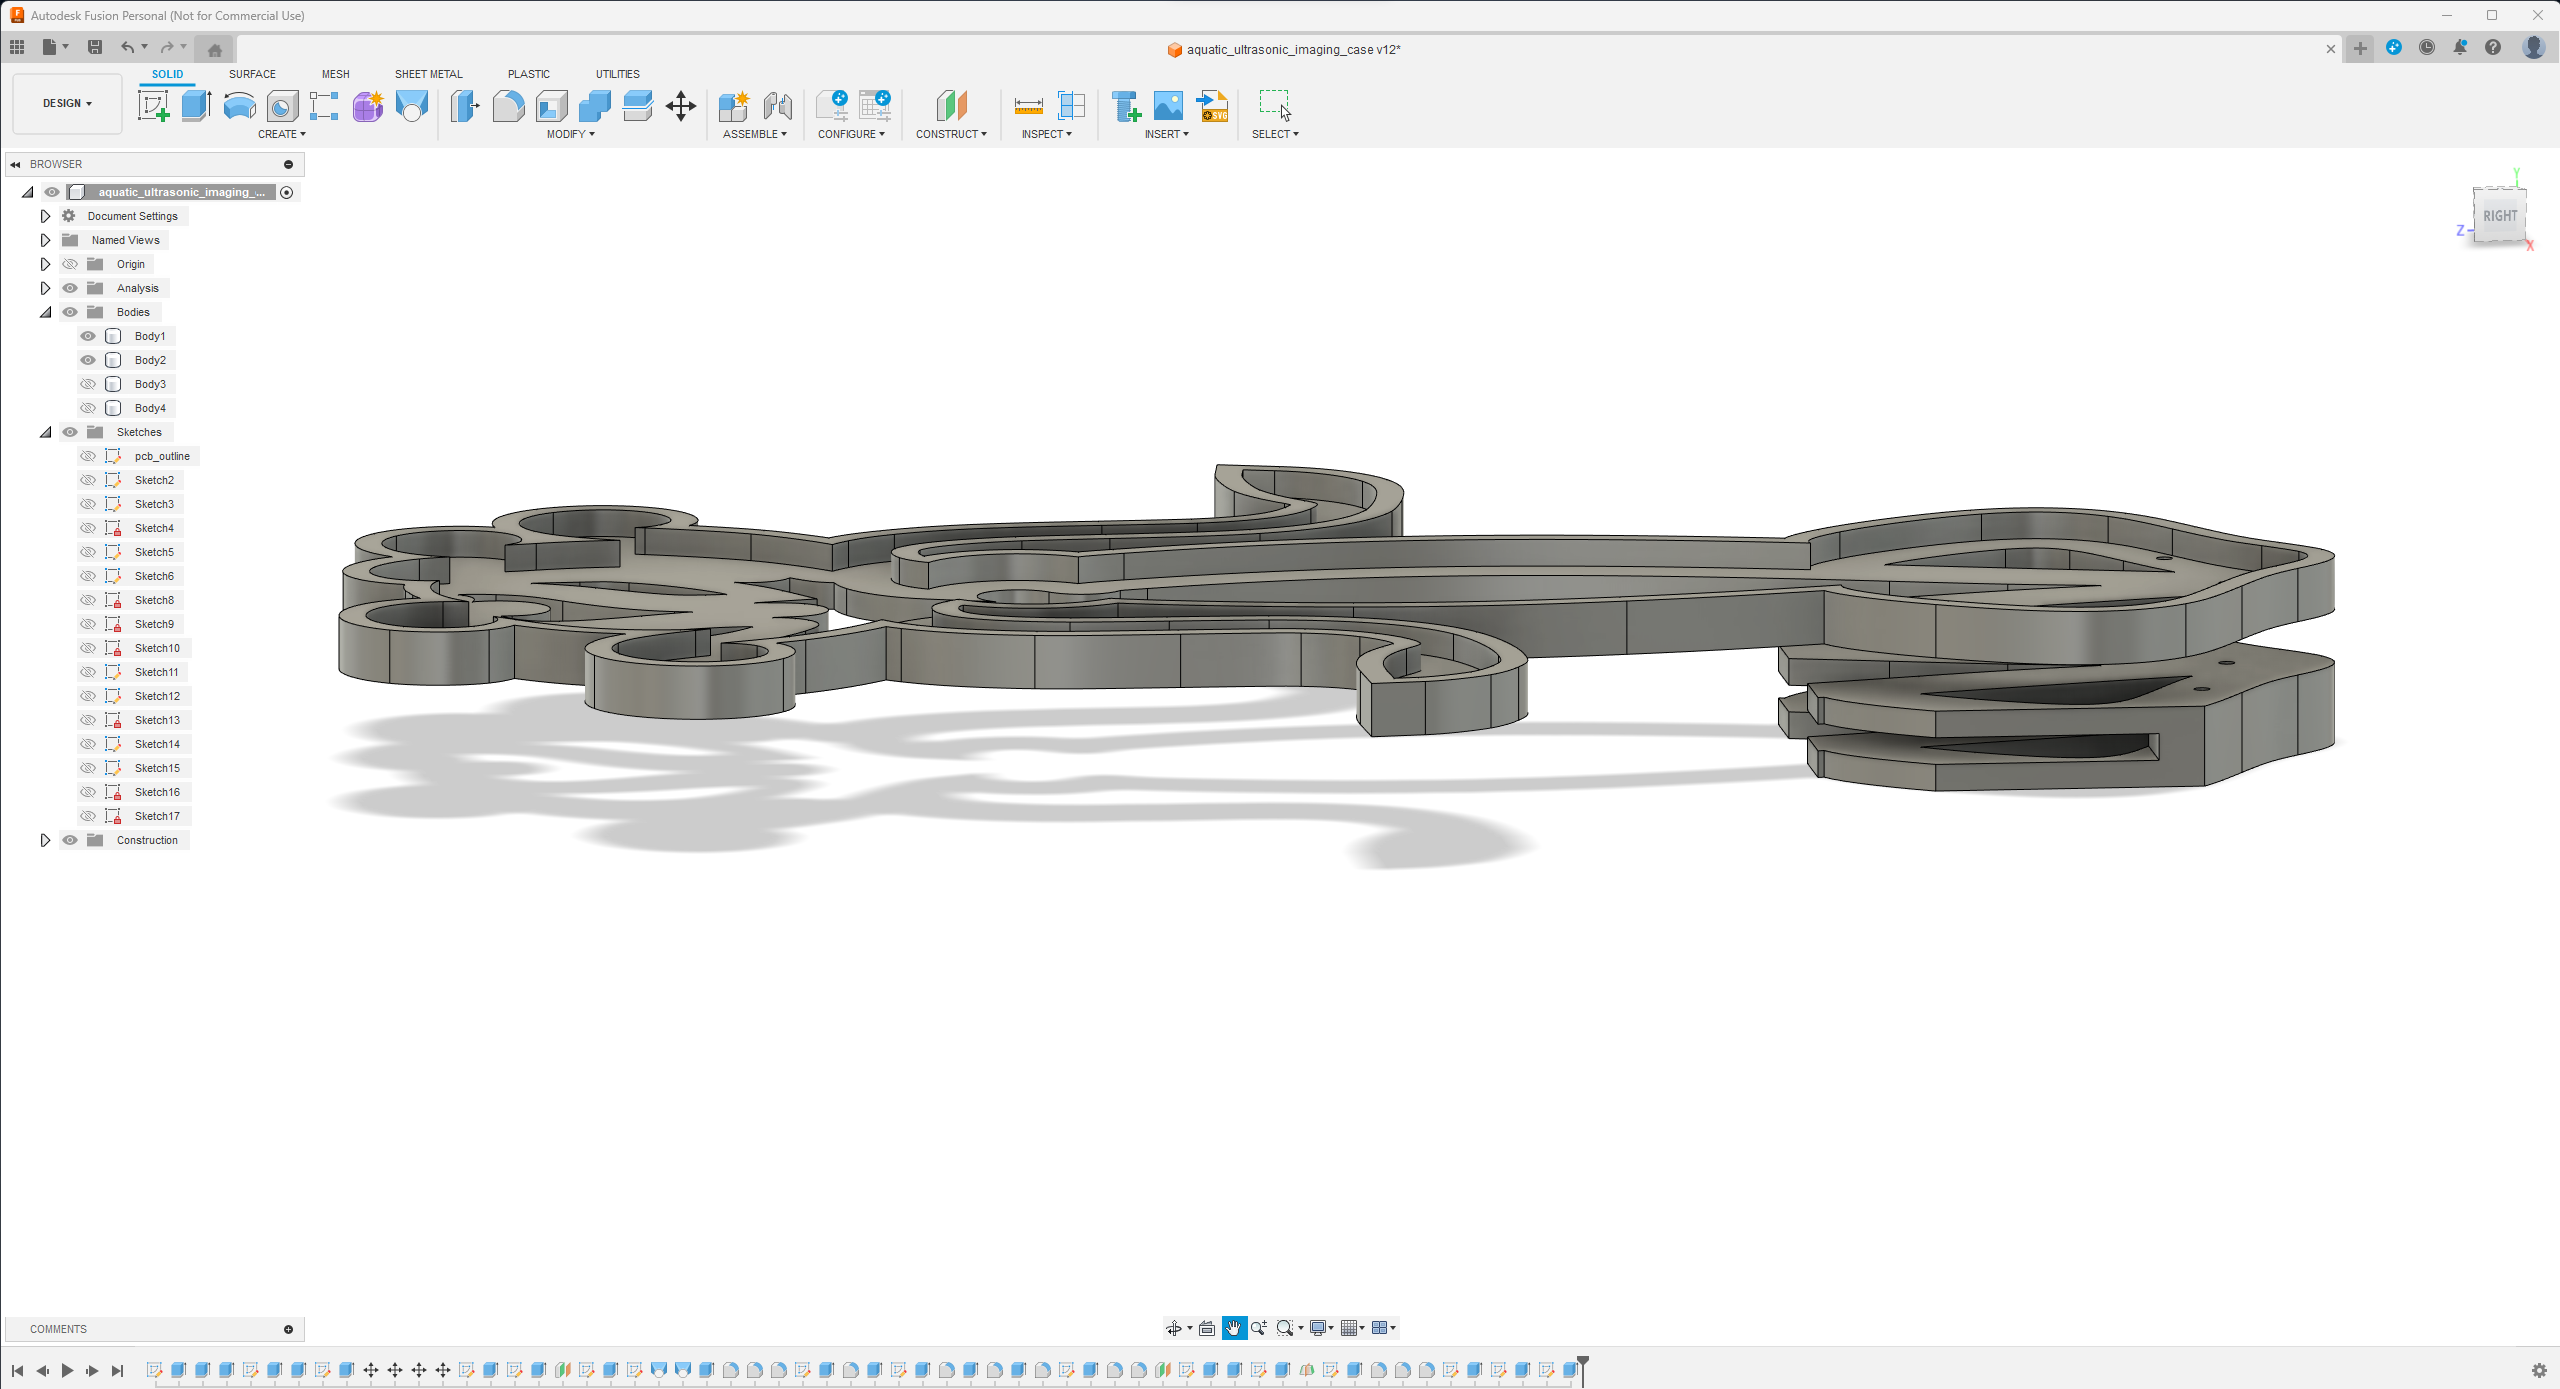 Autodesk Fusion Personal (Not for Commercial Use)
aquatic_ultrasonic_imaging_case v12*
DESIGN
SOLID SURFACE MESH SHEET METAL PLASTIC UTILITIES
CREATE MODIFY ASSEMBLE CONFIGURE CONSTRUCT INSPECT INSERT SELECT
SVG
BROWSER
aquatic_ultrasonic_imaging_...
Document Settings
Named Views
Origin
Analysis
Bodies
Body1
Body2
Body3
Body4
Sketches
pcb_outline
Sketch2
Sketch3
Sketch4
Sketch5
Sketch6
Sketch8
Sketch9
Sketch10
Sketch11
Sketch12
Sketch13
Sketch14
Sketch15
Sketch16
Sketch17
Construction
Y
RIGHT
Z
X
COMMENTS